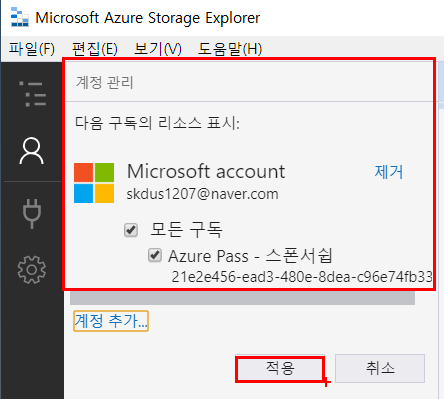 Microsoft Azure Storage Explorer
파일(F) 편집(E) 보기(V) 도움말(H)
계정 관리
다음 구독의 리소스 표시:
Microsoft account 제거
skdus1207@naver.com
모든 구독
Azure Pass - 스폰서쉽
21e2e456-ead3-480e-8dea-c96e74fb33
계정 추가...
적용 취소